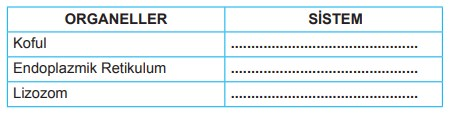 ORGANELLER SİSTEM
Koful ..............................................
Endoplazmik Retikulum ..............................................
Lizozom ..............................................